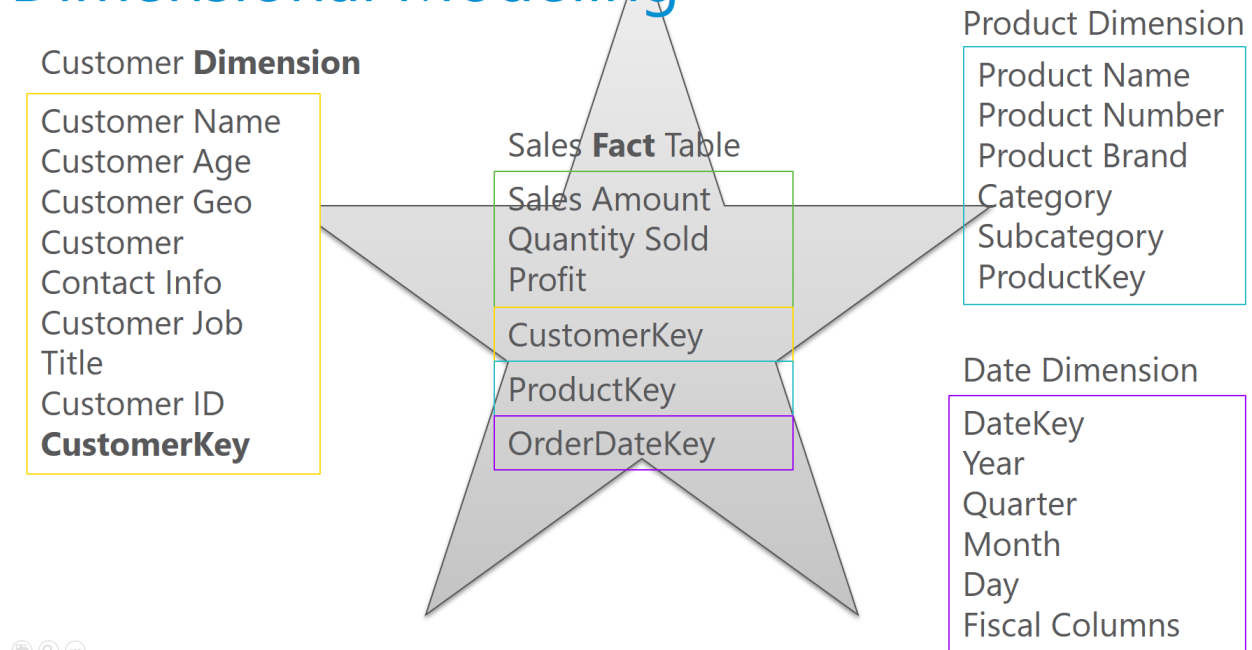 Dimensional Modeling
Customer Dimension
Customer Name
Customer Age
Customer Geo
Customer
Contact Info
Customer Job
Title
Customer ID
CustomerKey
Sales Fact Table
Sales Amount
Quantity Sold
Profit
CustomerKey
ProductKey
OrderDateKey
Product Dimension
Product Name
Product Number
Product Brand
Category
Subcategory
ProductKey
Date Dimension
DateKey
Year
Quarter
Month
Day
Fiscal Columns